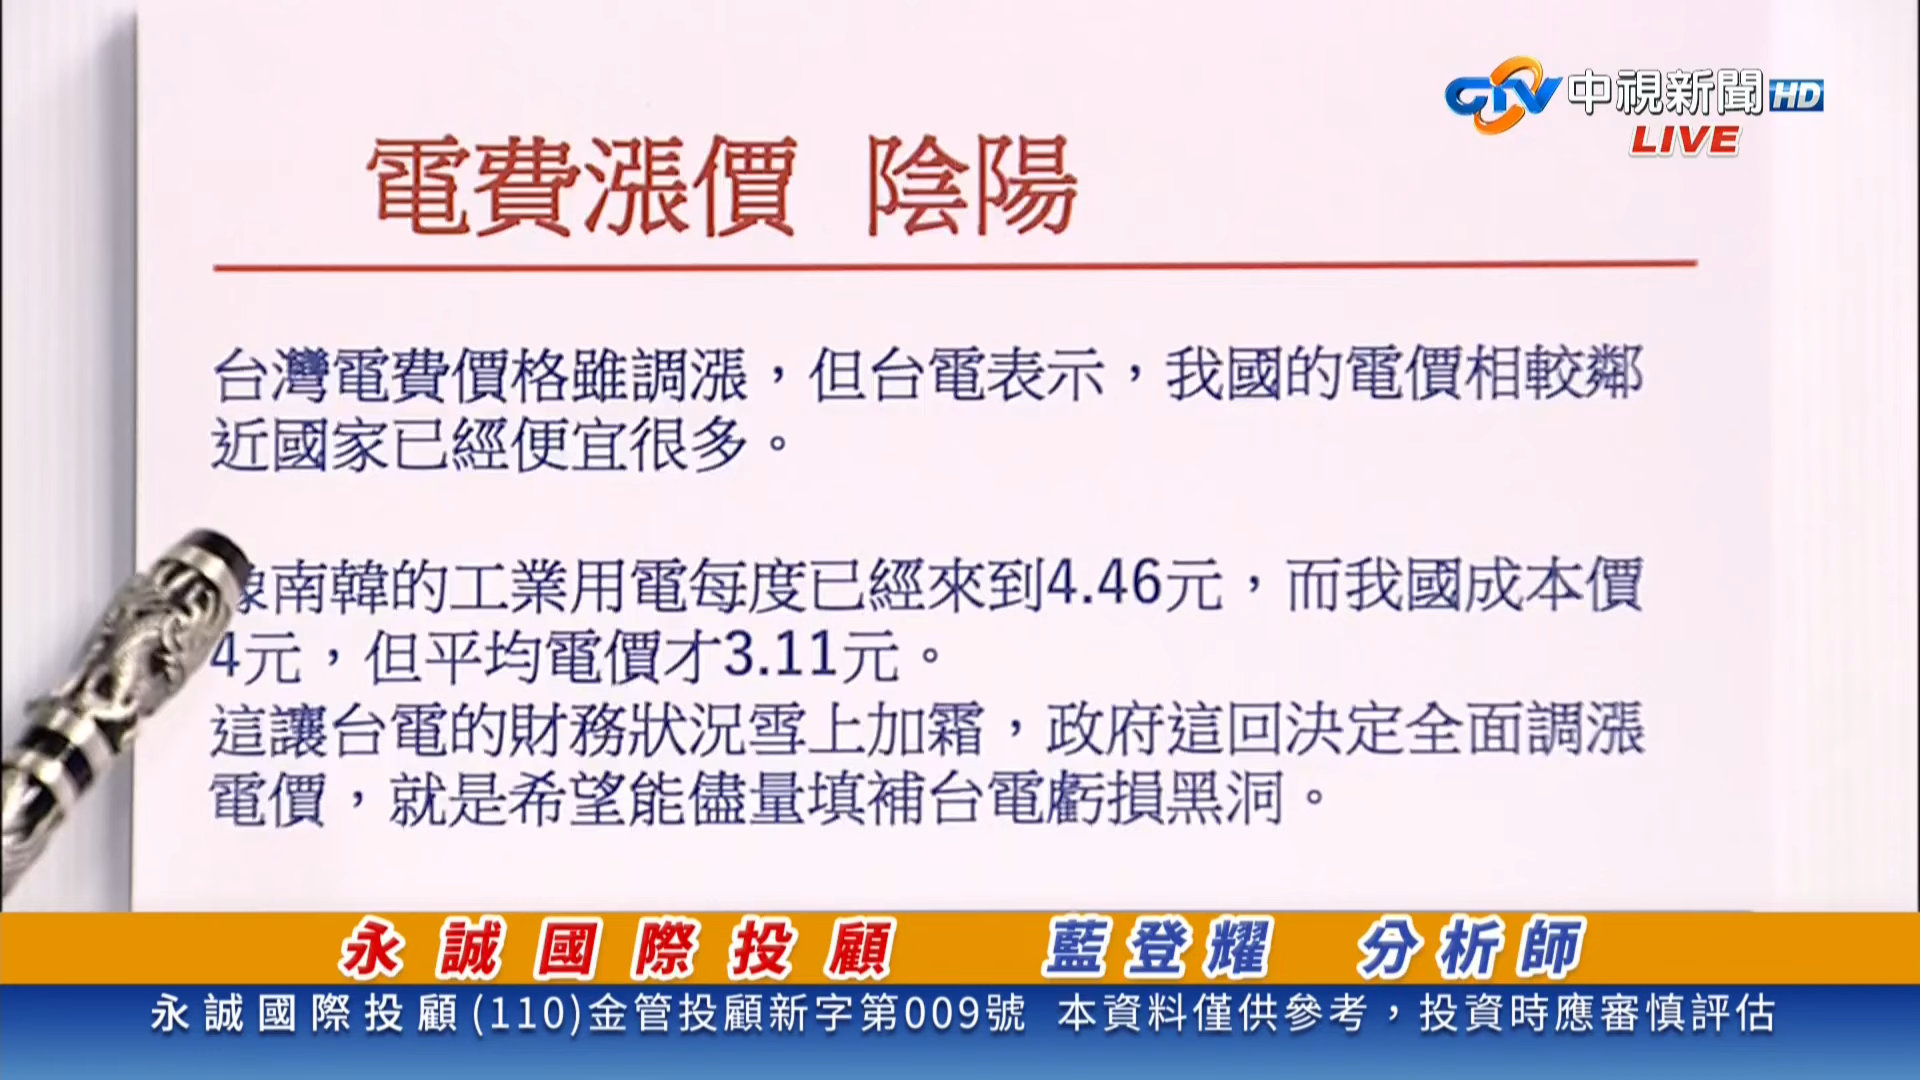 CTV 中視新聞 HD
LIVE
電費漲價 陰陽
台灣電費價格雖調漲，但台電表示，我國的電價相較鄰
近國家已經便宜很多。
南韓的工業用電每度已經來到4.46元，而我國成本價
4元，但平均電價才3.11元。
這讓台電的財務狀況雪上加霜，政府這回決定全面調漲
電價，就是希望能儘量填補台電虧損黑洞。
永誠國際投顧 藍登耀 分析師
永誠國際投顧(110)金管投顧新字第009號 本資料僅供參考，投資時應審慎評估